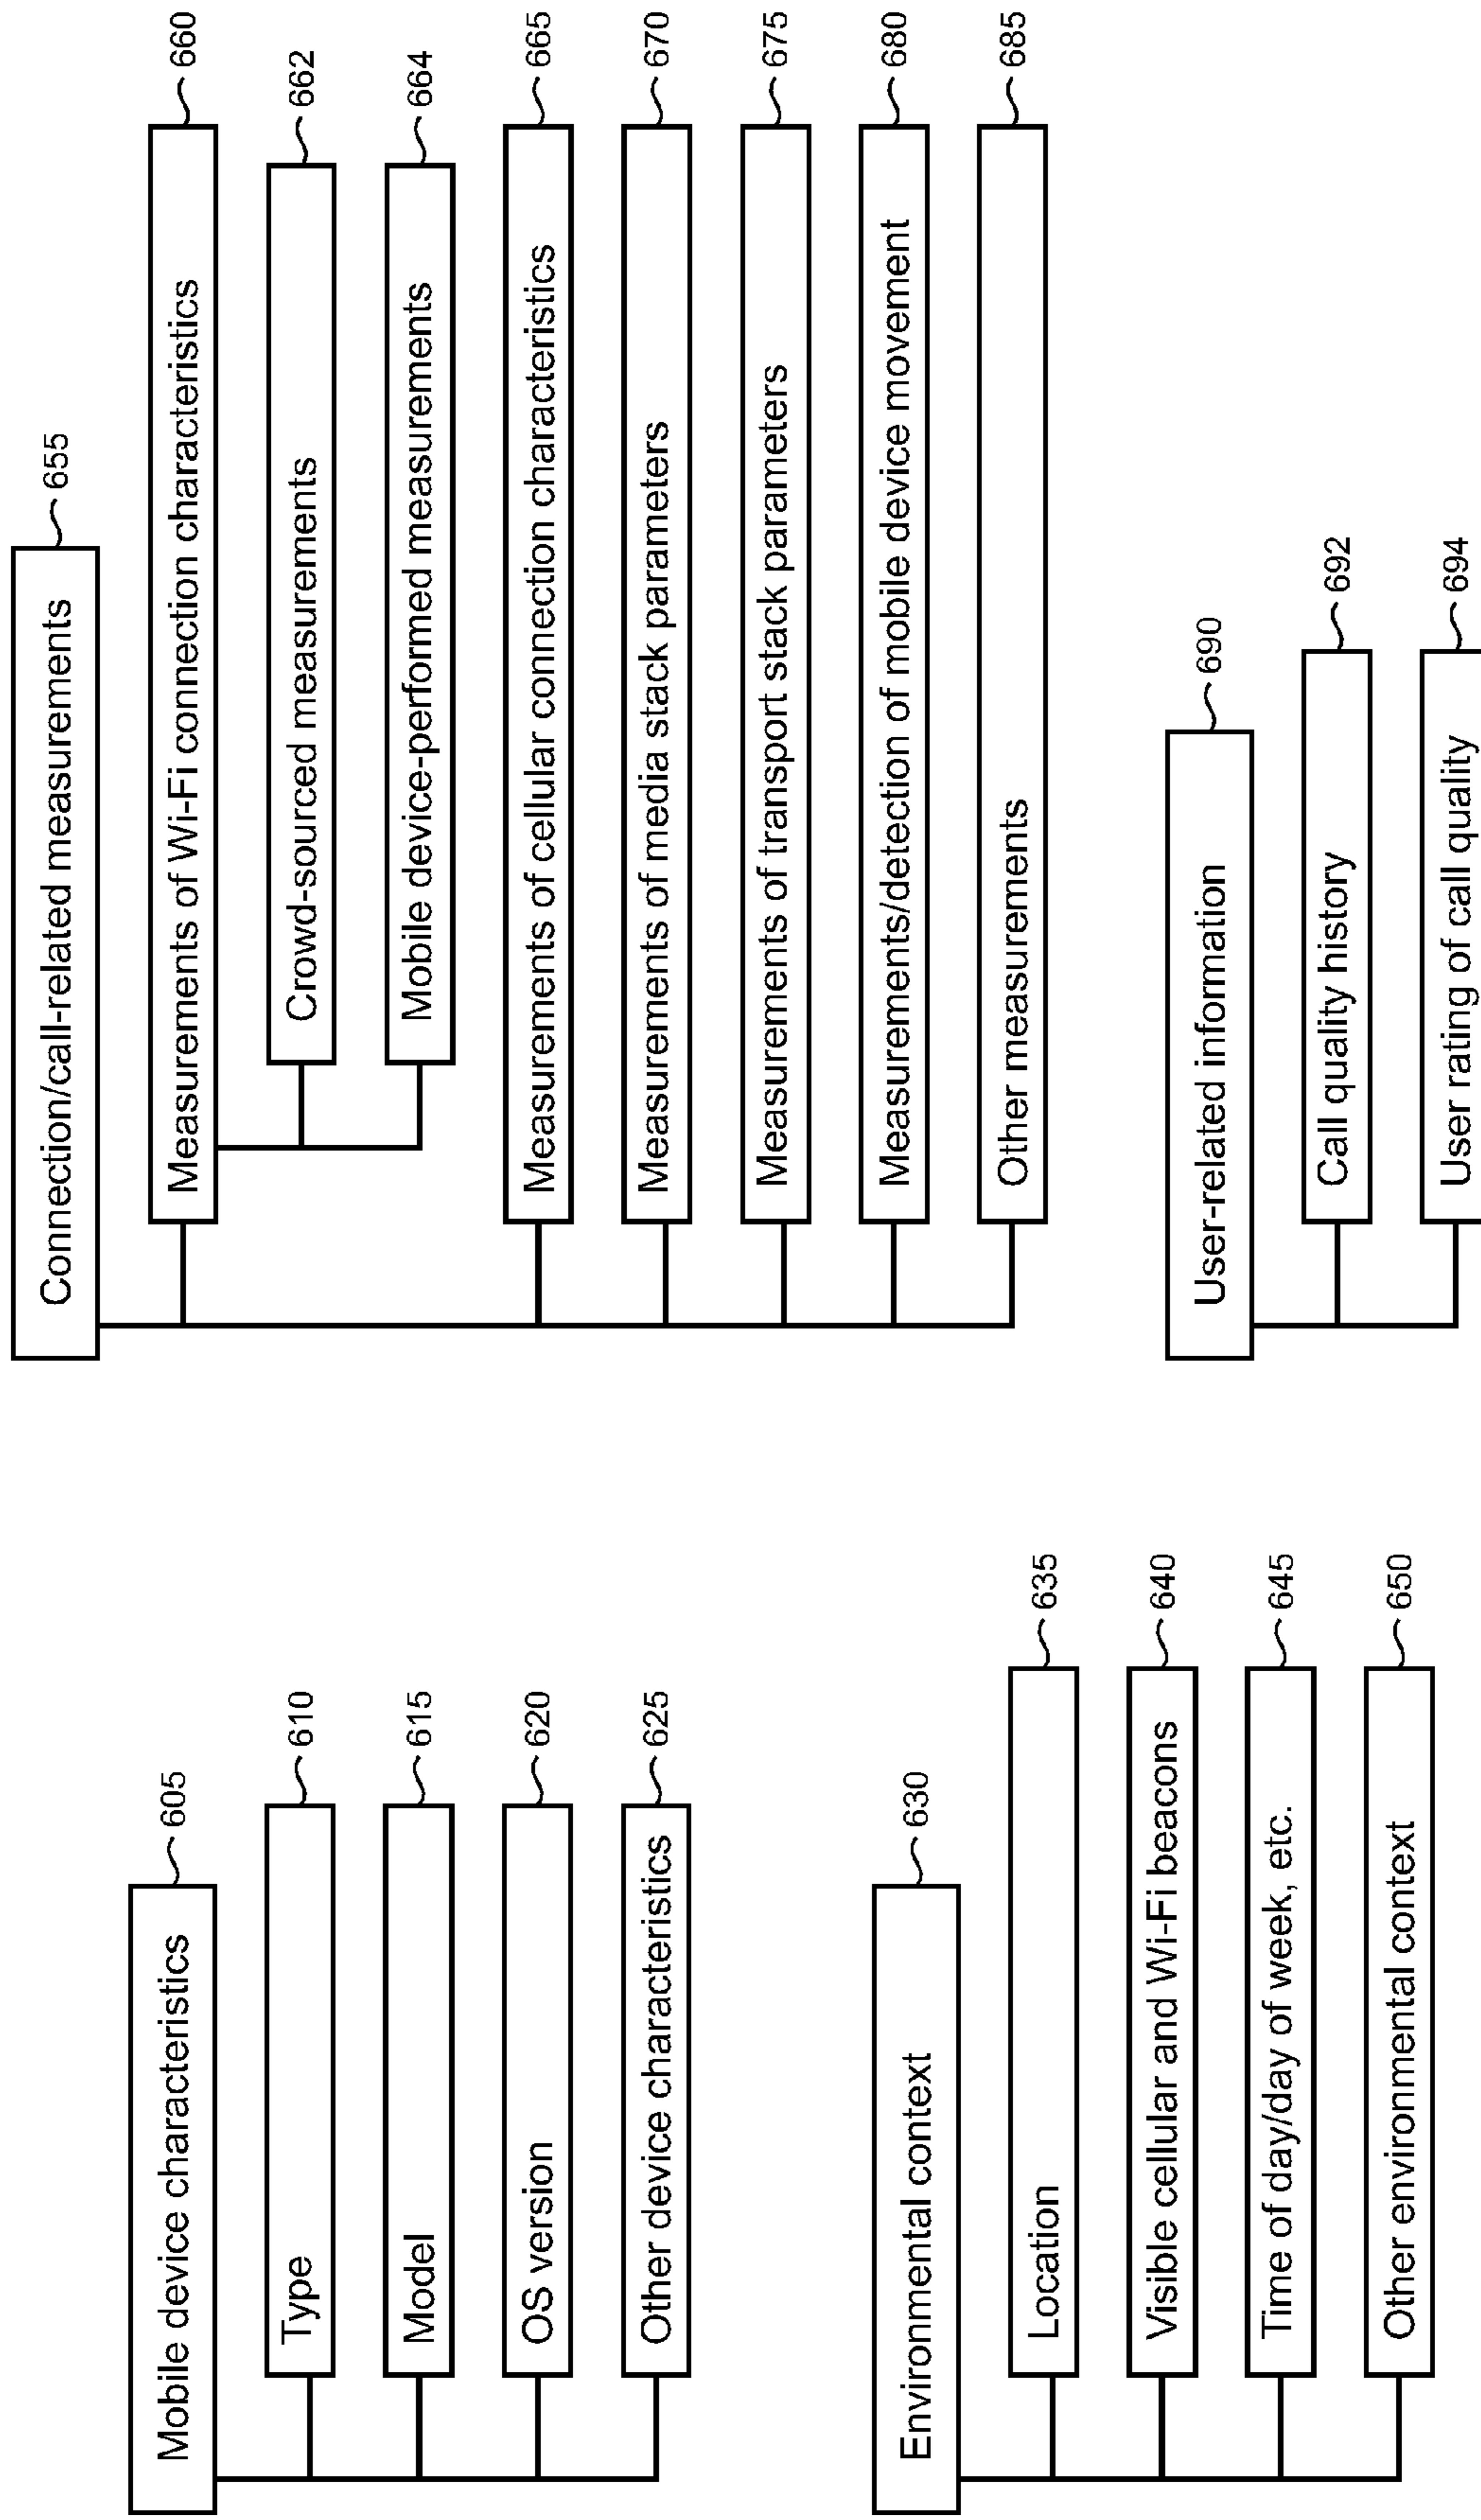 Mobile device characteristics
605
Type
610
Model
615
OS version
620
Other device characteristics
625
Environmental context
630
Location
635
Visible cellular and Wi-Fi beacons
640
Time of day/day of week, etc.
645
Other environmental context
650
Connection/call-related measurements
655
Measurements of Wi-Fi connection characteristics
660
Crowd-sourced measurements
662
Mobile device-performed measurements
664
Measurements of cellular connection characteristics
665
Measurements of media stack parameters
670
Measurements of transport stack parameters
675
Measurements/detection of mobile device movement
680
Other measurements
685
User-related information
690
Call quality history
692
User rating of call quality
694